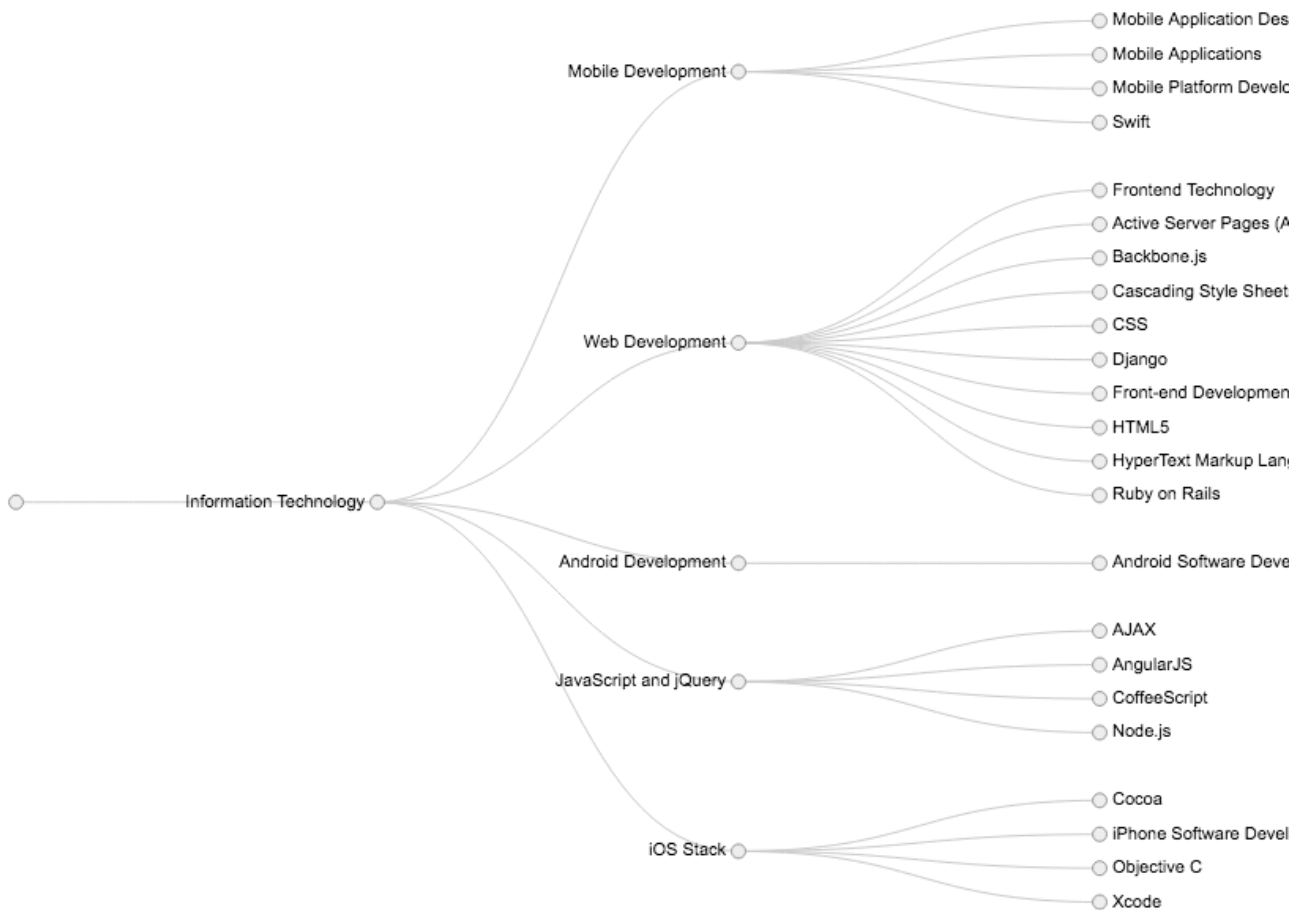 Information Technology
Mobile Development
Mobile Application Des
Mobile Applications
Mobile Platform Develo
Swift
Web Development
Frontend Technology
Active Server Pages (A
Backbone.js
Cascading Style Sheets
CSS
Django
Front-end Developmen
HTML5
HyperText Markup Lang
Ruby on Rails
Android Development
Android Software Deve
JavaScript and jQuery
AJAX
AngularJS
CoffeeScript
Node.js
iOS Stack
Cocoa
iPhone Software Devel
Objective C
Xcode